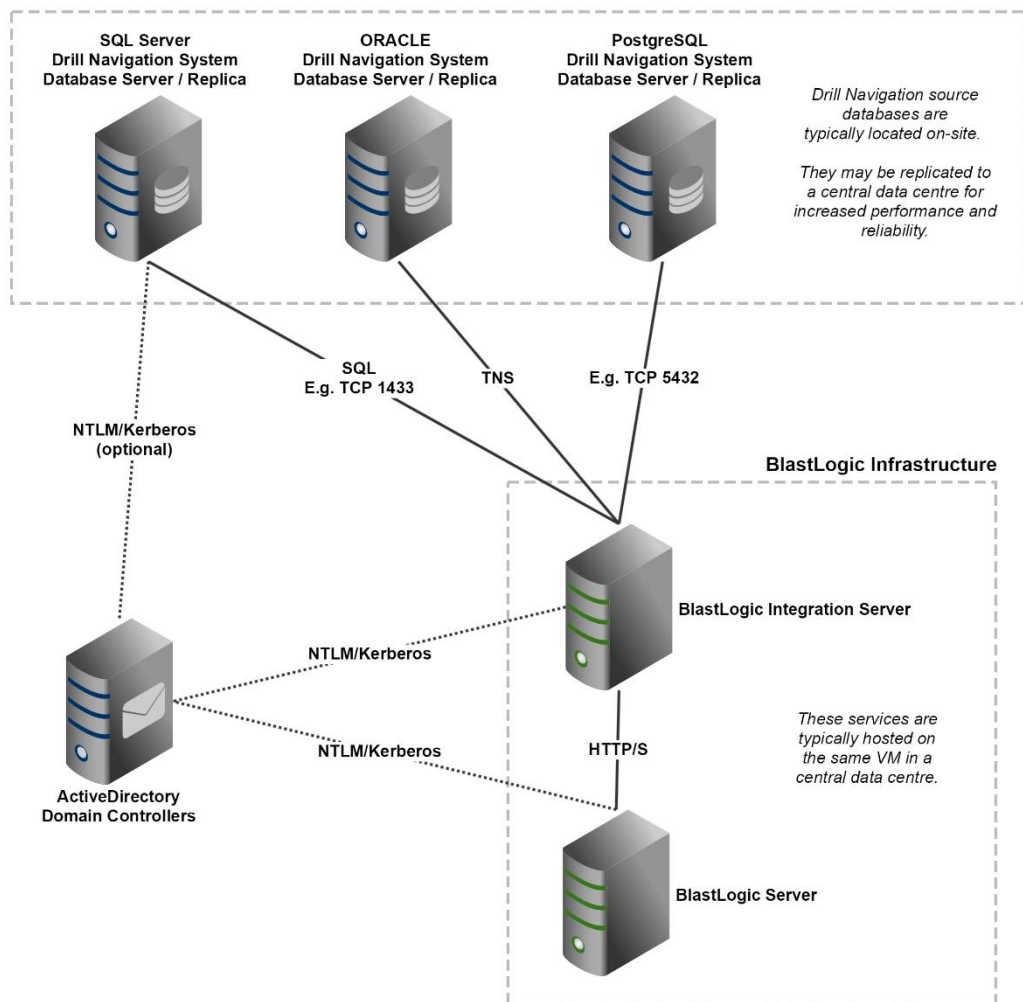 SQL Server
Drill Navigation System
Database Server / Replica
ORACLE
Drill Navigation System
Database Server / Replica
PostgreSQL
Drill Navigation System
Database Server / Replica
Drill Navigation source
databases are
typically located on-site.
They may be replicated to
a central data centre for
increased performance and
reliability.
SQL
E.g. TCP 1433
TNS
E.g. TCP 5432
NTLM/Kerberos
(optional)
BlastLogic Infrastructure
BlastLogic Integration Server
NTLM/Kerberos
NTLM/Kerberos
HTTP/S
These services are
typically hosted on
the same VM in a
central data centre.
ActiveDirectory
Domain Controllers
BlastLogic Server